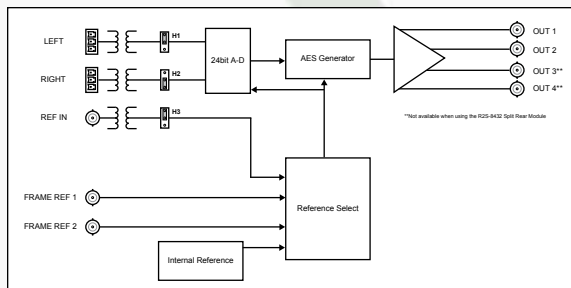 LEFT
H1
24bit A-D
AES Generator
OUT 1
OUT 2
RIGHT
H2
OUT 3**
OUT 4**
REF IN
H3
**Not available when using the R2S-8432 Split Rear Module
FRAME REF 1
Reference Select
FRAME REF 2
Internal Reference